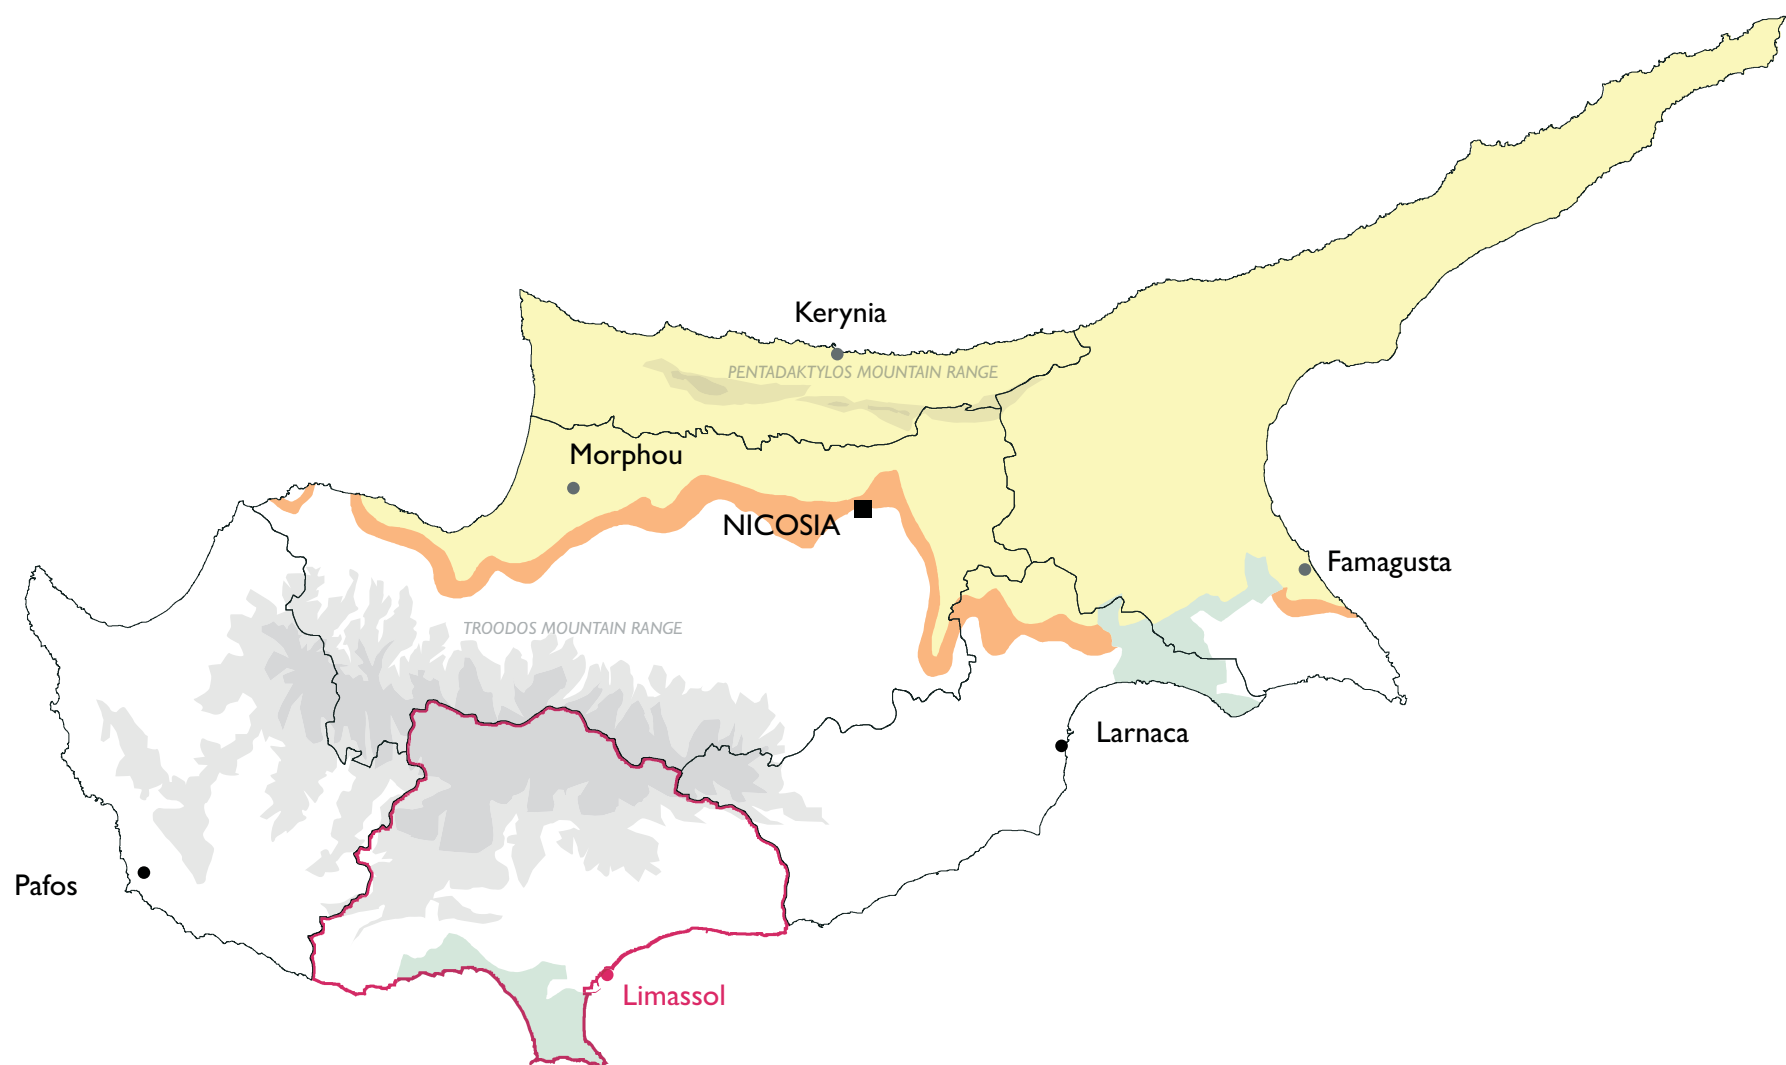 Kerynia
PENTADAKTYLOS MOUNTAIN RANGE
Morphou
NICOSIA
Famagusta
TROODOS MOUNTAIN RANGE
Larnaca
Pafos
Limassol